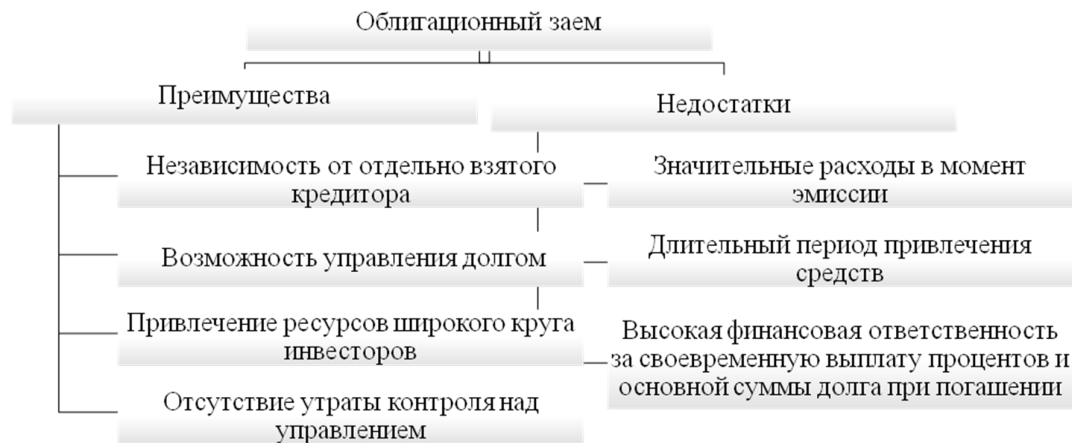 Облигационный заем
Преимущества
Независимость от отдельно взятого
кредитора
Возможность управления долгом
Привлечение ресурсов широкого круга
инвесторов
Отсутствие утраты контроля над
управлением
Недостатки
Значительные расходы в момент
эмиссии
Длительный период привлечения
средств
Высокая финансовая ответственность
за своевременную выплату процентов и
основной суммы долга при погашении